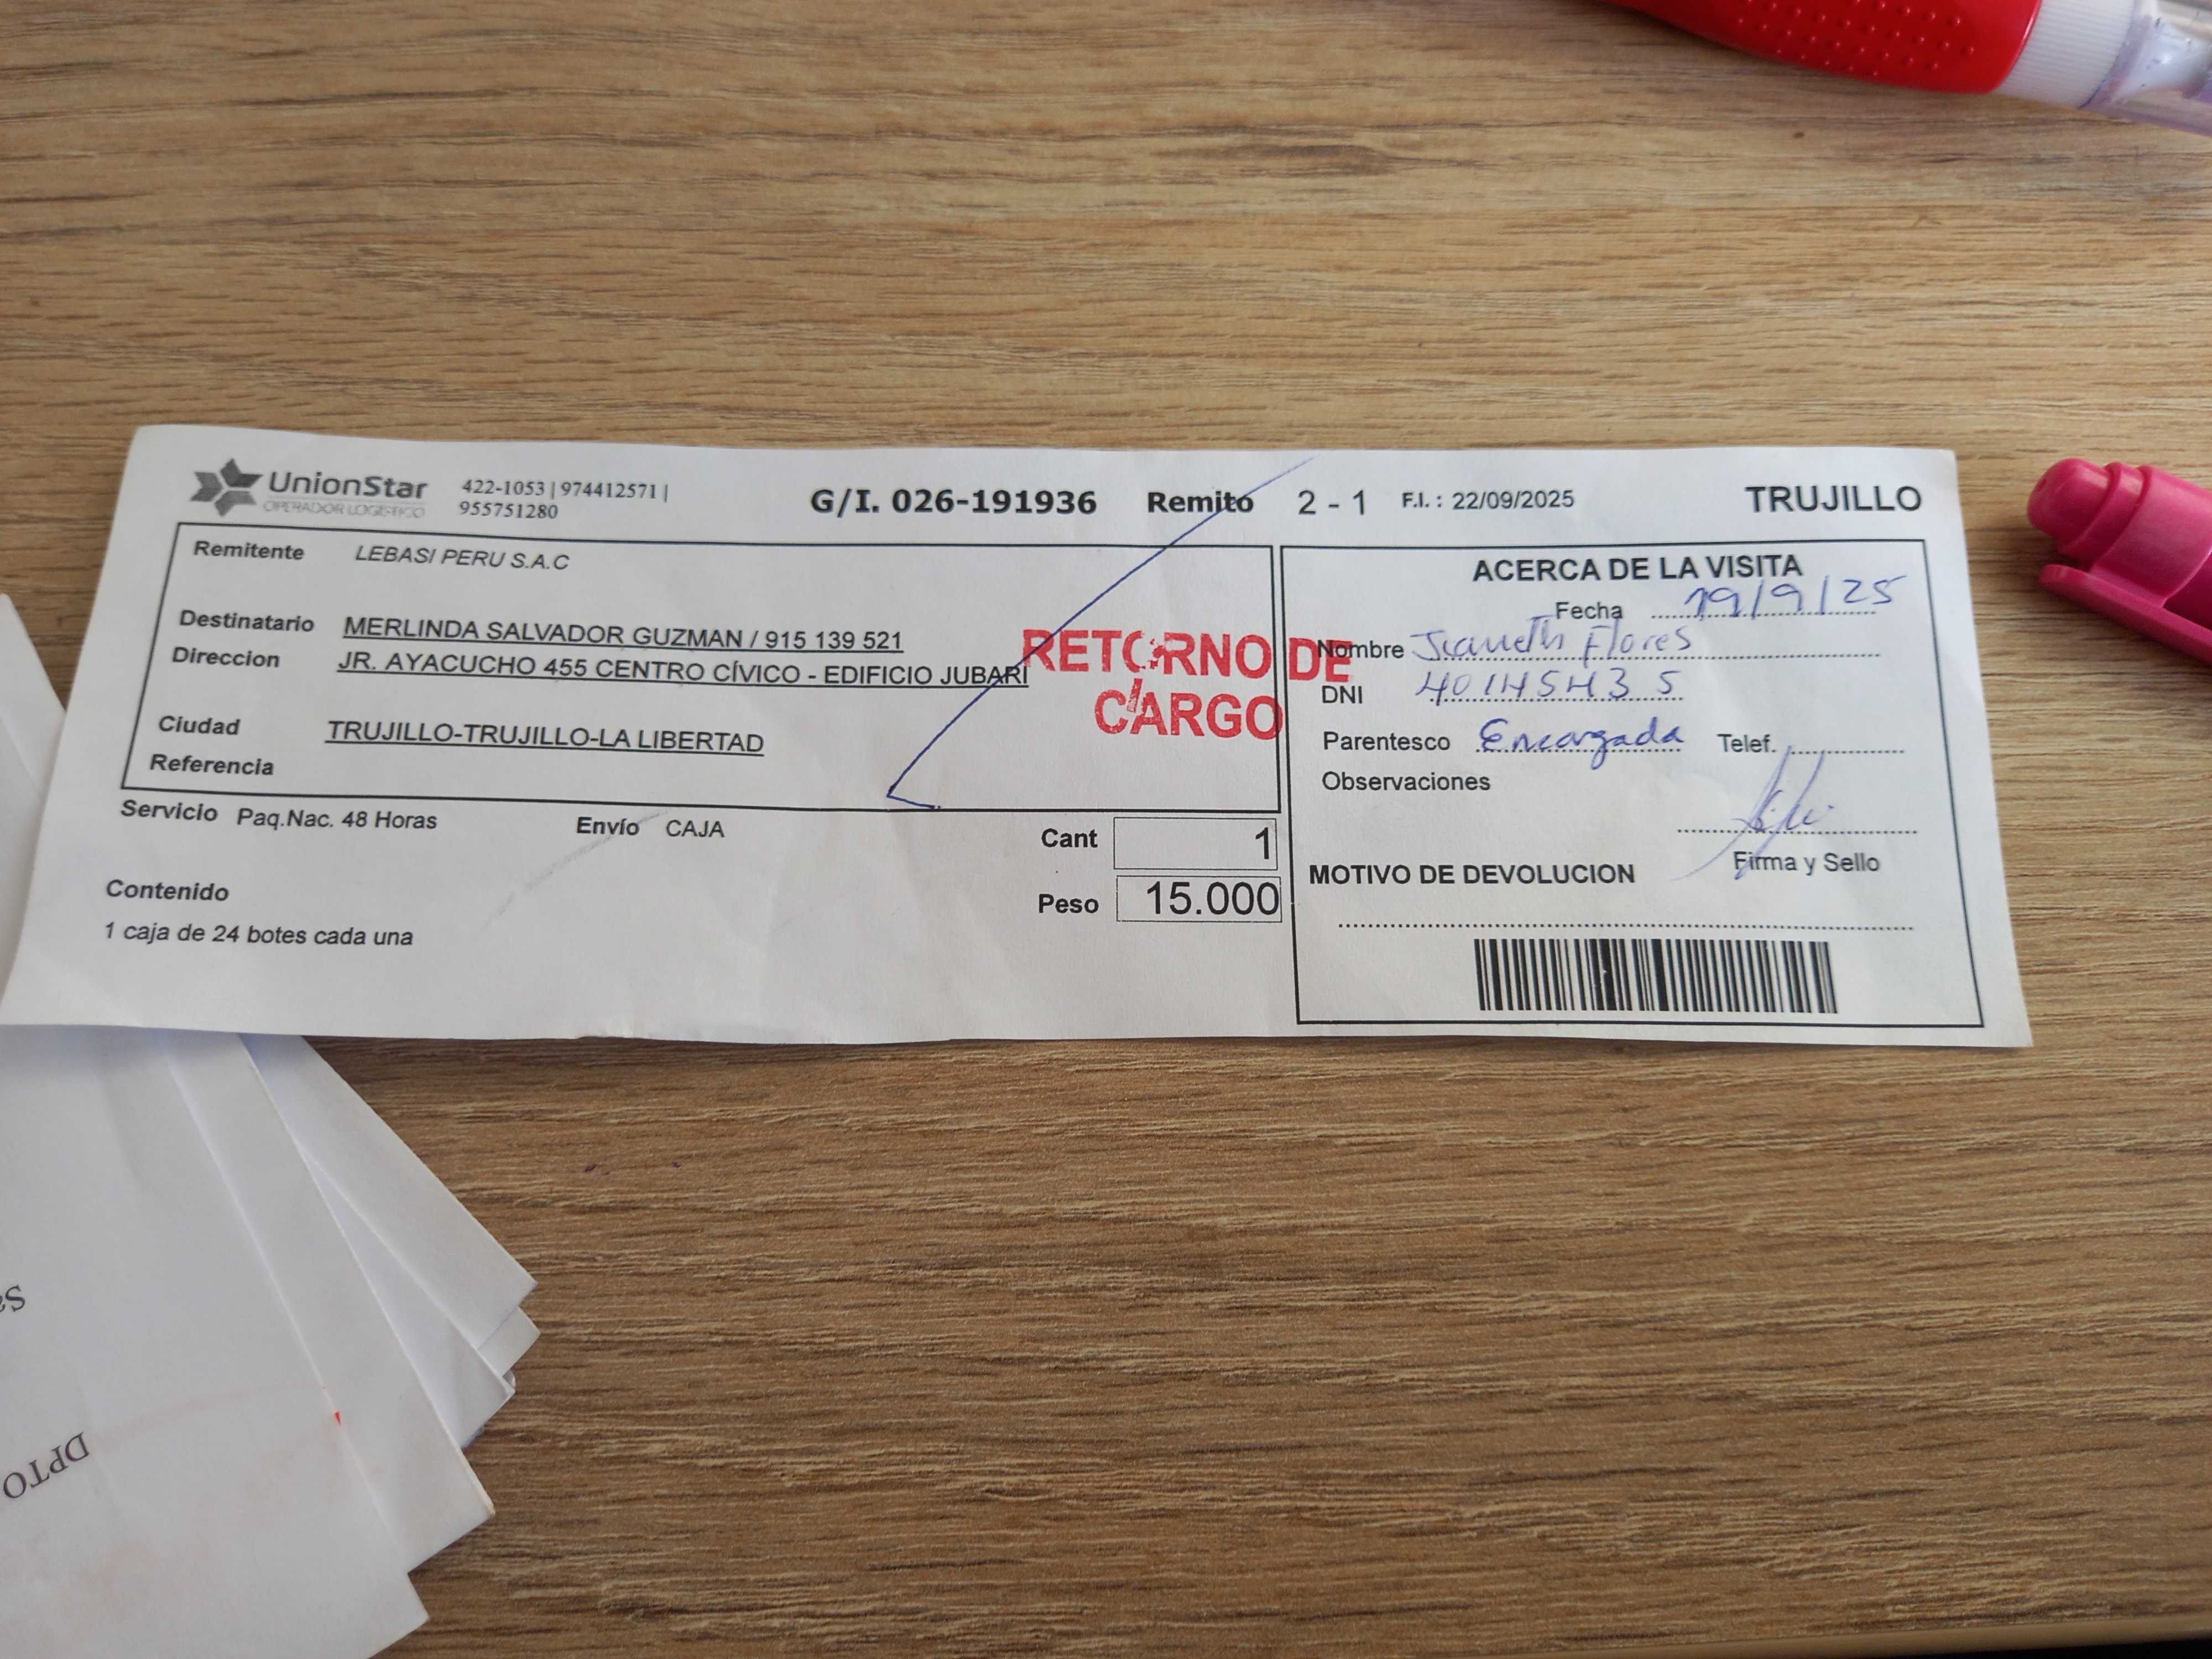 UnionStar
OPERADOR LOGISTICO
422-1053 | 974412571 |
955751280
G/I. 026-191936 Remito 2 - 1 F.I. : 22/09/2025 TRUJILLO
Remitente LEBASI PERU S.A.C
Destinatario MERLINDA SALVADOR GUZMAN / 915 139 521
Direccion JR. AYACUCHO 455 CENTRO CÍVICO - EDIFICIO JUBARI
Ciudad TRUJILLO-TRUJILLO-LA LIBERTAD
Referencia
RETORNO DE
CARGO
Servicio Paq.Nac. 48 Horas Envío CAJA
Cant 1
Peso 15.000
Contenido
1 caja de 24 botes cada una
ACERCA DE LA VISITA
Fecha 19/9/25
Nombre Jeaneth Flores
DNI 40145435
Parentesco Encargada Telef.
Observaciones
Firma y Sello
MOTIVO DE DEVOLUCION
DPTO